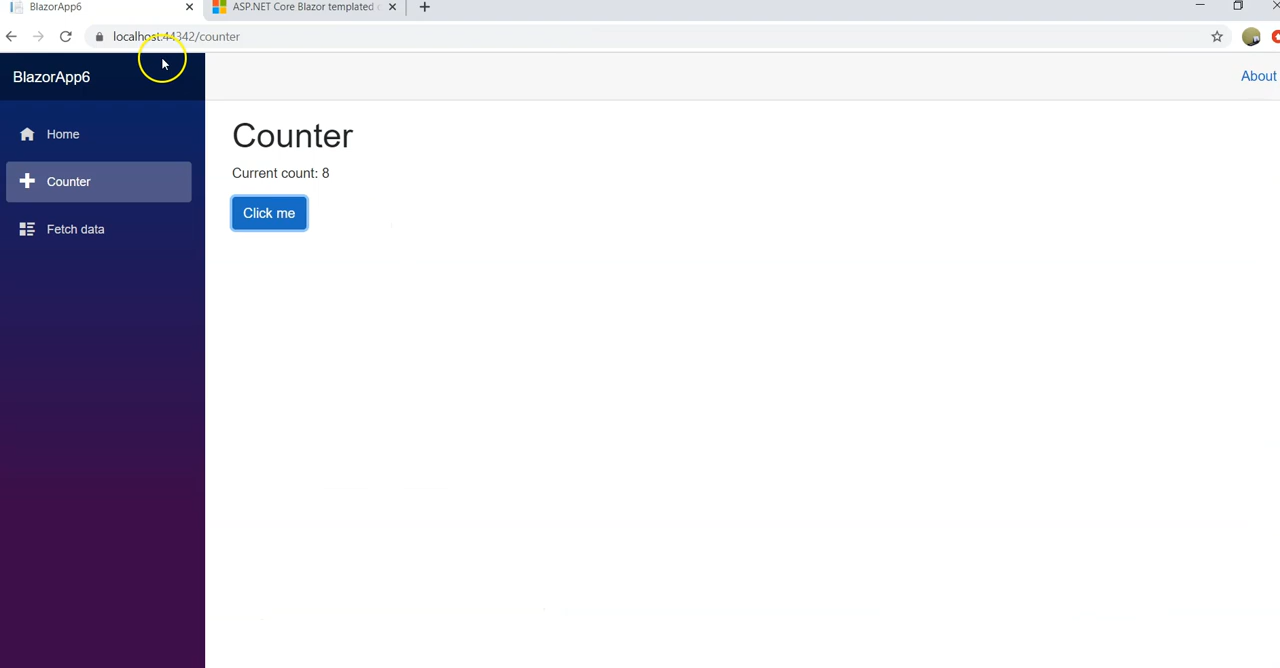 BlazorApp6
ASP.NET Core Blazor templated
localhost:44342/counter
BlazorApp6
About
Home
Counter
Fetch data
Counter
Current count: 8
Click me